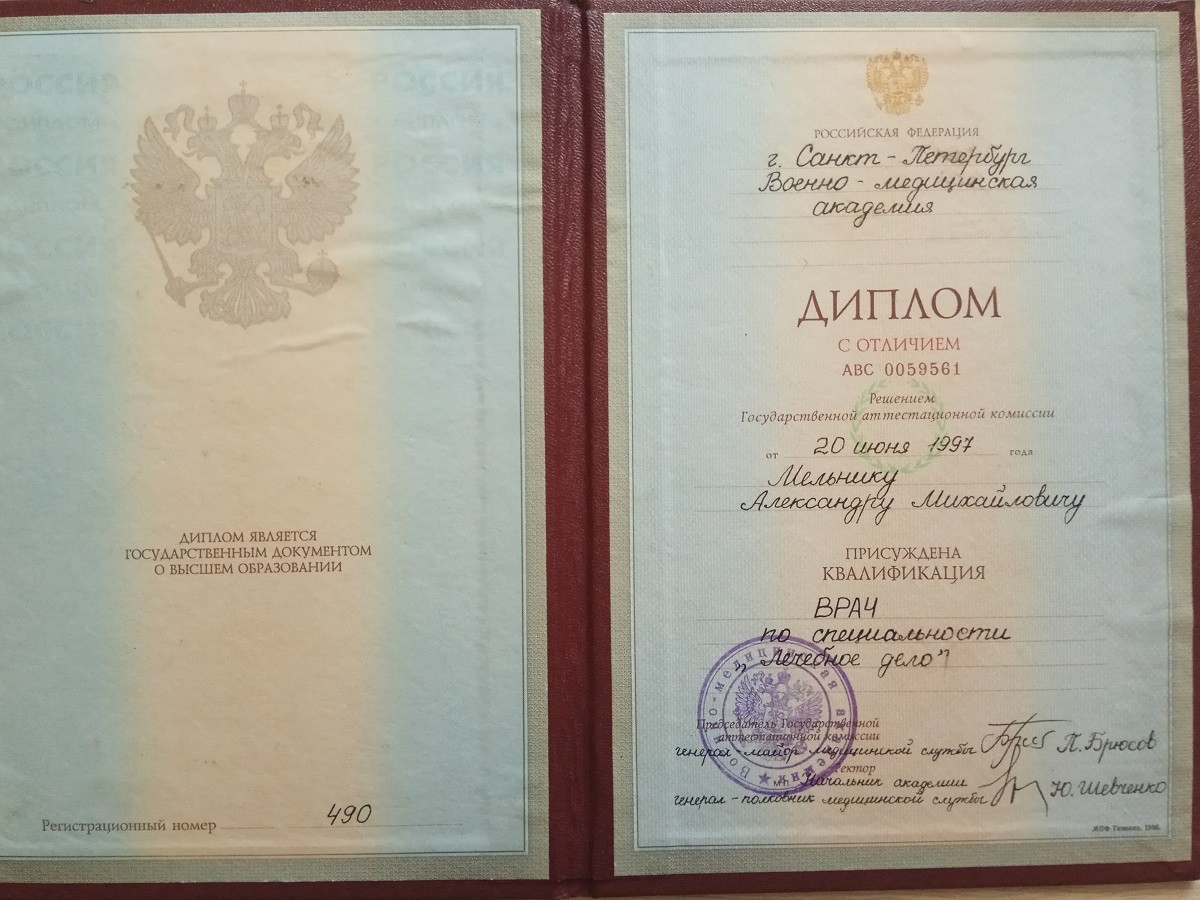 ДИПЛОМ ЯВЛЯЕТСЯ
ГОСУДАРСТВЕННЫМ ДОКУМЕНТОМ
О ВЫСШЕМ ОБРАЗОВАНИИ
Регистрационный номер 490
РОССИЙСКАЯ ФЕДЕРАЦИЯ
г. Санкт-Петербург
Военно-медицинская
академия
ДИПЛОМ
С ОТЛИЧИЕМ
АВС 0059561
Решением
Государственной аттестационной комиссии
от 20 июня 1997 года
Мельнику
Александру Михайловичу
ПРИСУЖДЕНА
КВАЛИФИКАЦИЯ
ВРАЧ
по специальности
„Лечебное дело"
Председатель Государственной
аттестационной комиссии
генерал-майор медицинской службы П. Брюсов
Ректор
Начальник академии
генерал-полковник медицинской службы Ю. Шевченко